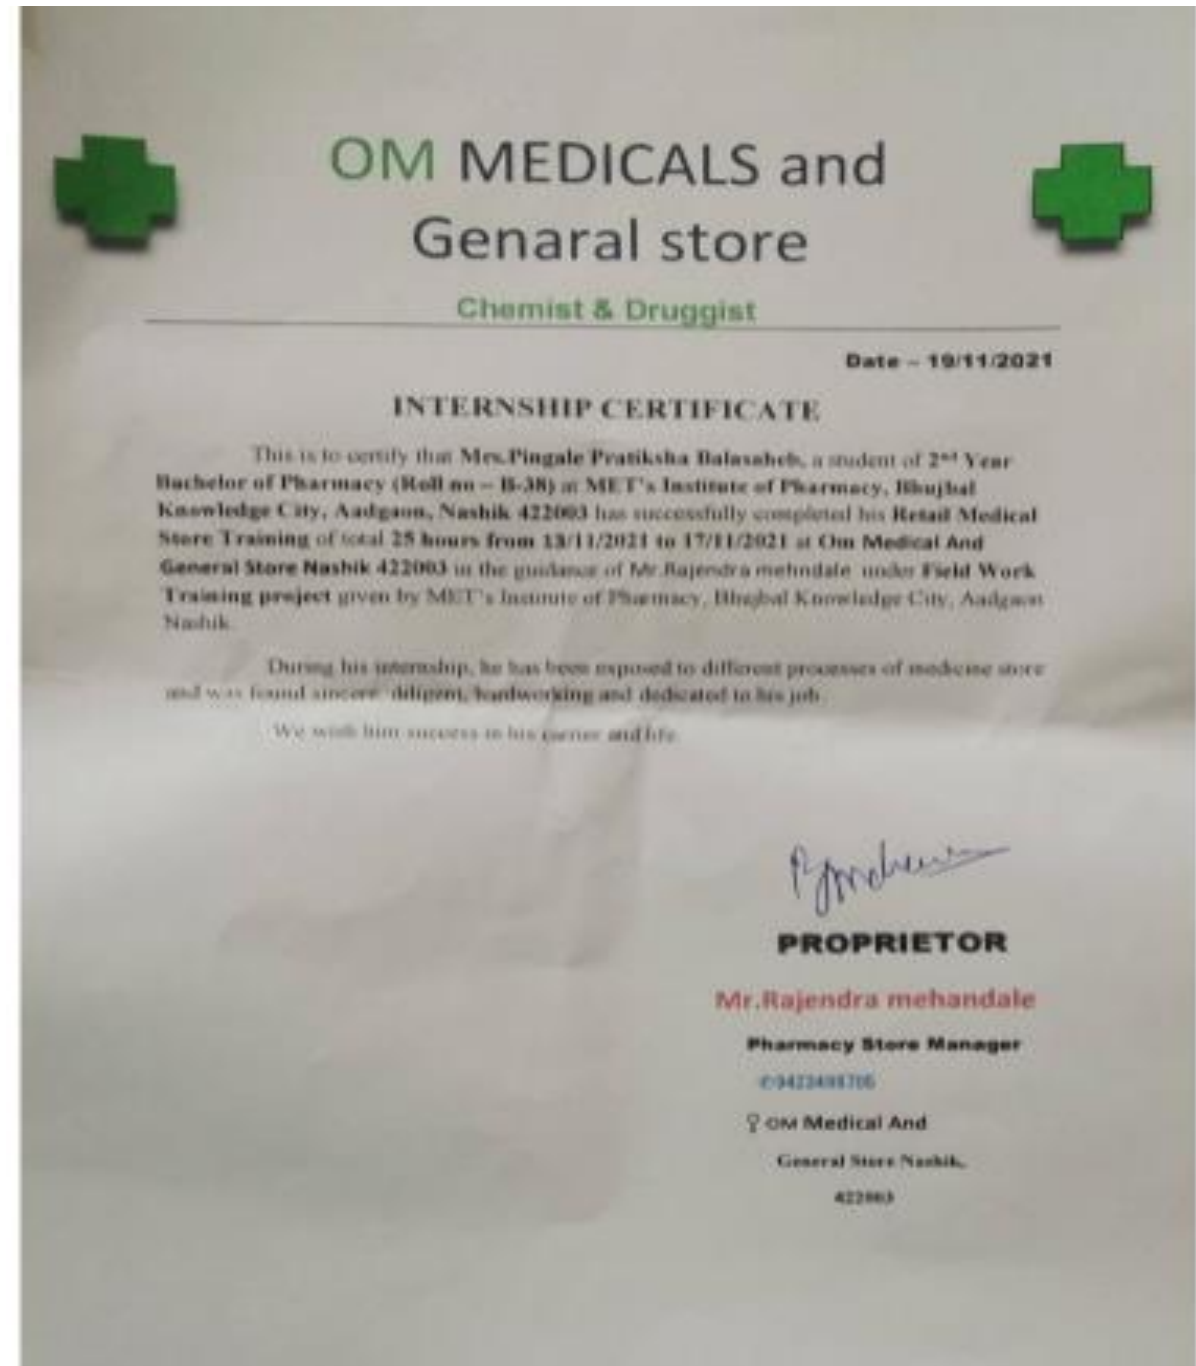 OM MEDICALS and
Genaral store
Chemist & Druggist
Date – 19/11/2021
INTERNSHIP CERTIFICATE
This is to certify that Mrs.Pingale Pratiksha Balasaheb, a student of 2nd Year
Bachelor of Pharmacy (Roll no – B-38) at MET's Institute of Pharmacy, Bhujbal
Knowledge City, Aadgaon, Nashik 422003 has successfully completed his Retail Medical
Store Training of total 25 hours from 13/11/2021 to 17/11/2021 at Om Medical And
General Store Nashik 422003 in the guidance of Mr.Rajendra mehndale under Field Work
Training project given by MET's Institute of Pharmacy, Bhujbal Knowledge City, Aadgaon
Nashik.
During his internship, he has been exposed to different processes of medicine store
and was found sincere diligent, hardworking and dedicated to his job
We wish him success in his carrier and life
PROPRIETOR
Mr.Rajendra mehandale
Pharmacy Store Manager
OM Medical And
General Store Nashik,
422003